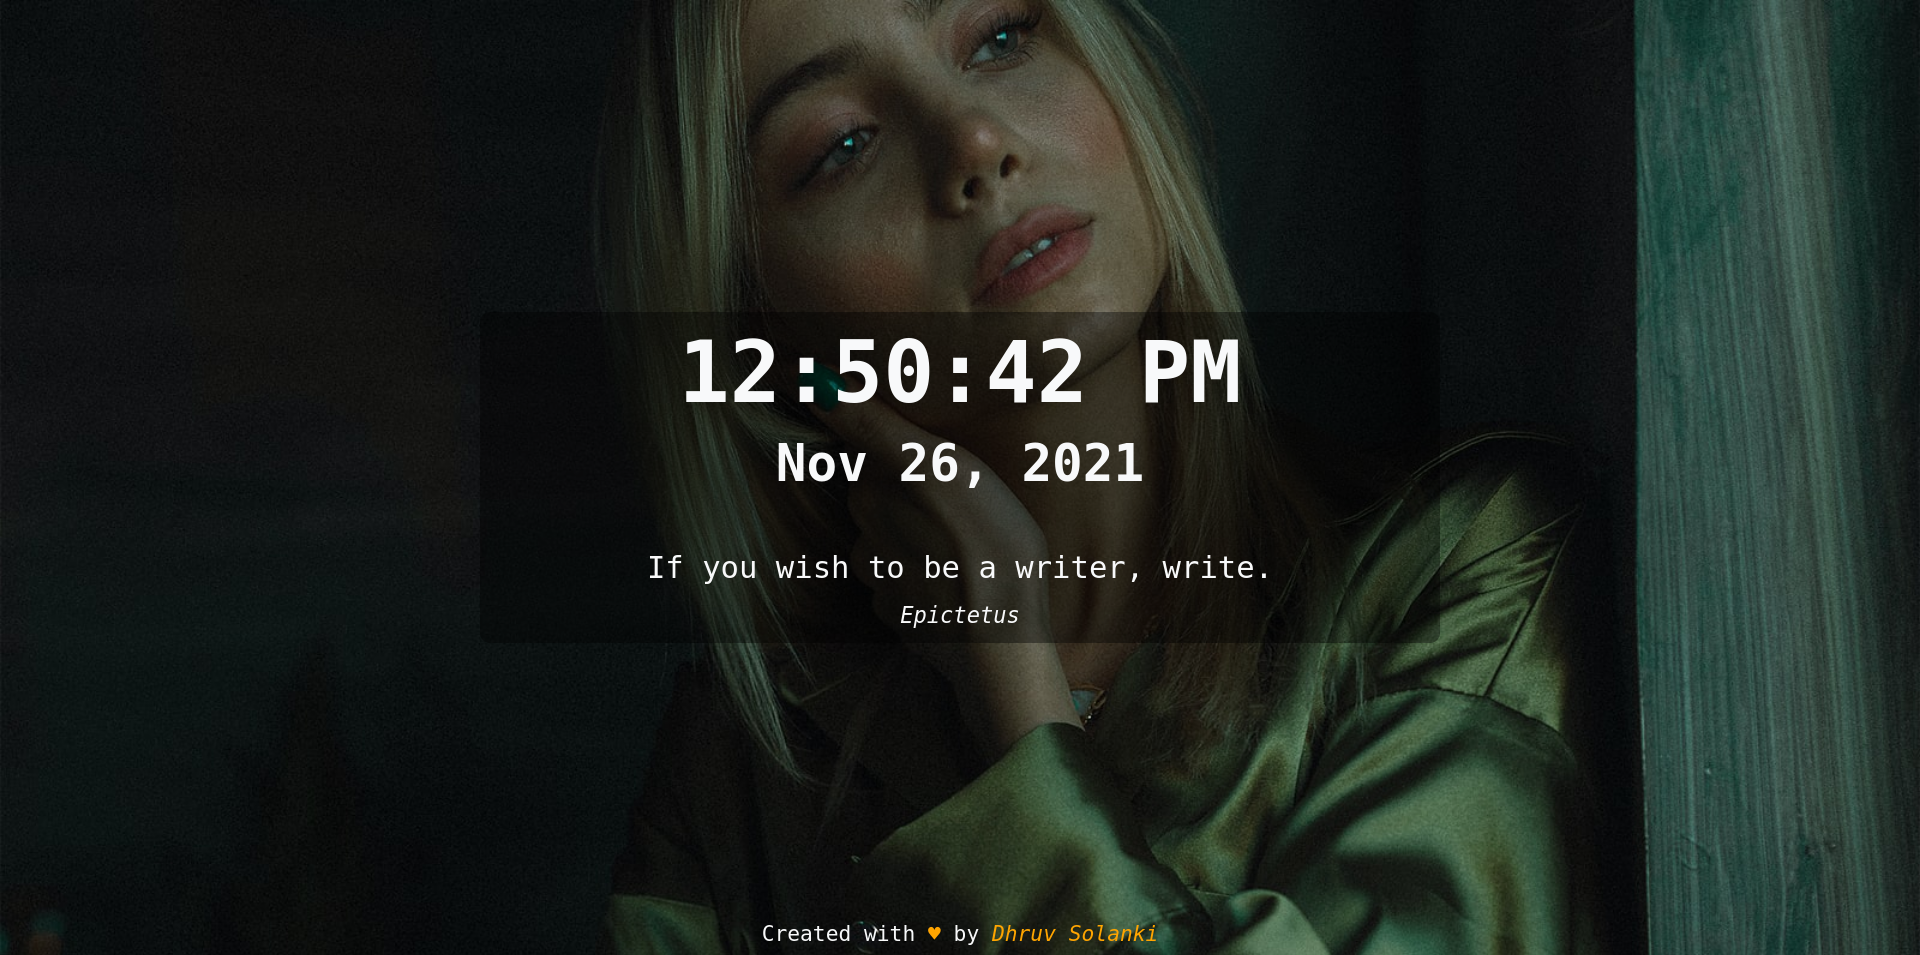 12:50:42 PM
Nov 26, 2021
If you wish to be a writer, write.
Epictetus
Created with ♥ by Dhruv Solanki